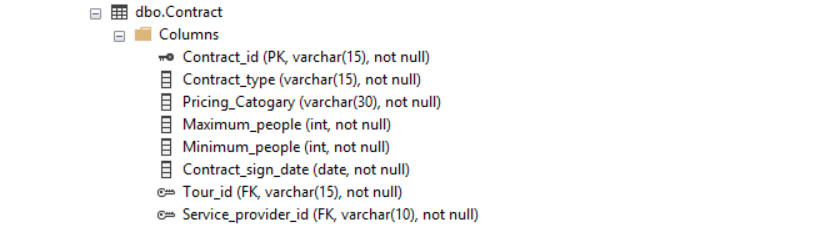 dbo.Contract
Columns
Contract_id (PK, varchar(15), not null)
Contract_type (varchar(15), not null)
Pricing_Catogary (varchar(30), not null)
Maximum_people (int, not null)
Minimum_people (int, not null)
Contract_sign_date (date, not null)
Tour_id (FK, varchar(15), not null)
Service_provider_id (FK, varchar(10), not null)